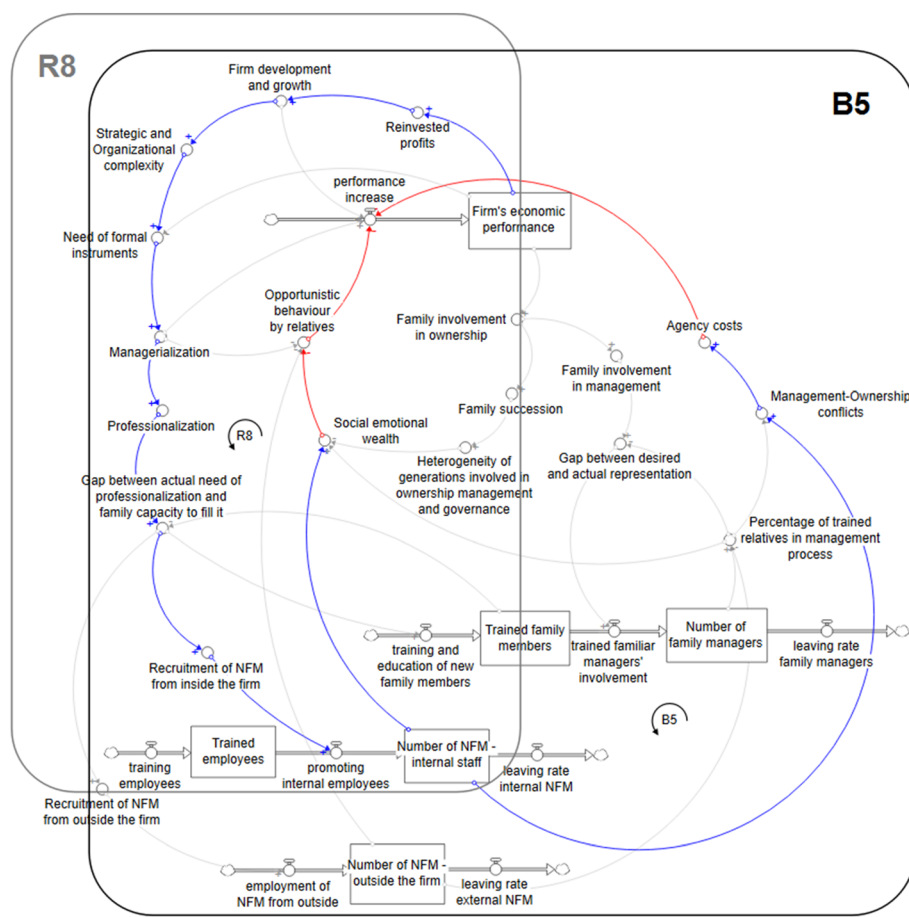 R8
B5
Firm development
and growth
Reinvested
profits
Strategic and
Organizational
complexity
performance
increase
Firm's economic
performance
Need of formal
instruments
Opportunistic
behaviour
by relatives
Family involvement
in ownership
Agency costs
Managerialization
Family involvement
in management
Family succession
Management-Ownership
conflicts
Professionalization
R8
Social emotional
wealth
Heterogeneity of
generations involved in
ownership management
and governance
Gap between desired
and actual representation
Gap between actual need of
professionalization and
family capacity to fill it
Percentage of trained
relatives in management
process
Trained family
members
Number of
family managers
training and
education of new
family members
trained familiar
managers'
involvement
leaving rate
family managers
Recruitment of NFM
from inside the firm
B5
Trained
employees
Number of NFM -
internal staff
training
employees
promoting
internal employees
leaving rate
internal NFM
Recruitment of NFM
from outside the firm
Number of NFM -
outside the firm
employment of
NFM from outside
leaving rate
external NFM